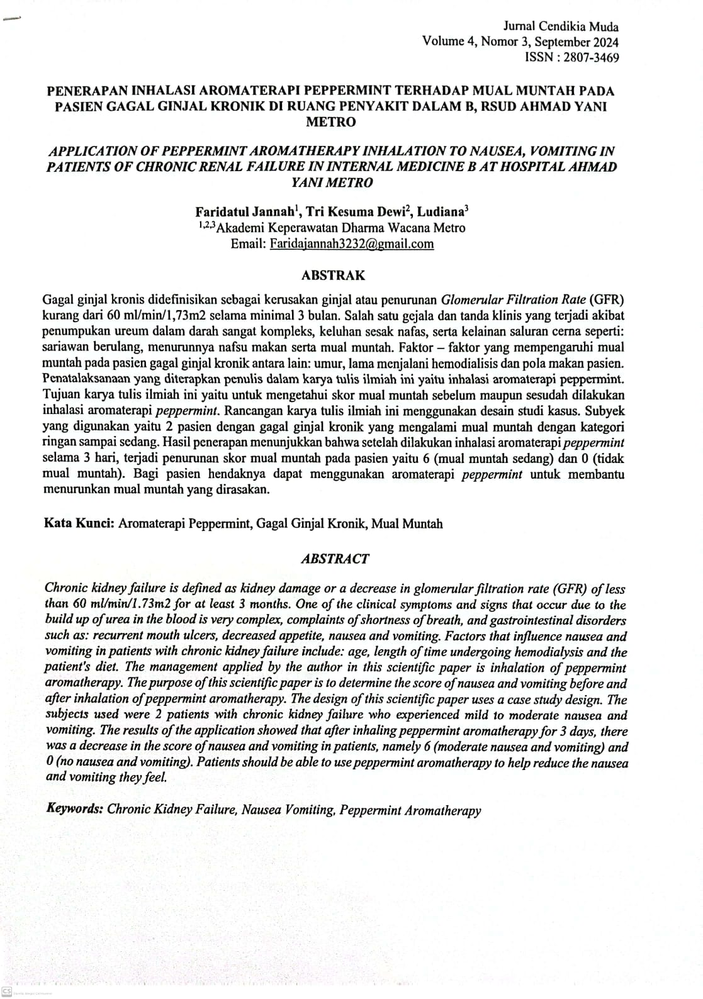 Jurnal Cendikia Muda
Volume 4, Nomor 3, September 2024
ISSN : 2807-3469
PENERAPAN INHALASI AROMATERAPI PEPPERMINT TERHADAP MUAL MUNTAH PADA
PASIEN GAGAL GINJAL KRONIK DI RUANG PENYAKIT DALAM B, RSUD AHMAD YANI
METRO
APPLICATION OF PEPPERMINT AROMATHERAPY INHALATION TO NAUSEA, VOMITING IN
PATIENTS OF CHRONIC RENAL FAILURE IN INTERNAL MEDICINE B AT HOSPITAL AHMAD
YANI METRO
Faridatul Jannah¹, Tri Kesuma Dewi², Ludiana³
¹,²,³Akademi Keperawatan Dharma Wacana Metro
Email: Faridajannah3232@gmail.com
ABSTRAK
Gagal ginjal kronis didefinisikan sebagai kerusakan ginjal atau penurunan Glomerular Filtration Rate (GFR)
kurang dari 60 ml/min/1,73m2 selama minimal 3 bulan. Salah satu gejala dan tanda klinis yang terjadi akibat
penumpukan ureum dalam darah sangat kompleks, keluhan sesak nafas, serta kelainan saluran cerna seperti:
sariawan berulang, menurunnya nafsu makan serta mual muntah. Faktor – faktor yang mempengaruhi mual
muntah pada pasien gagal ginjal kronik antara lain: umur, lama menjalani hemodialisis dan pola makan pasien.
Penatalaksanaan yang diterapkan penulis dalam karya tulis ilmiah ini yaitu inhalasi aromaterapi peppermint.
Tujuan karya tulis ilmiah ini yaitu untuk mengetahui skor mual muntah sebelum maupun sesudah dilakukan
inhalasi aromaterapi peppermint. Rancangan karya tulis ilmiah ini menggunakan desain studi kasus. Subyek
yang digunakan yaitu 2 pasien dengan gagal ginjal kronik yang mengalami mual muntah dengan kategori
ringan sampai sedang. Hasil penerapan menunjukkan bahwa setelah dilakukan inhalasi aromaterapi peppermint
selama 3 hari, terjadi penurunan skor mual muntah pada pasien yaitu 6 (mual muntah sedang) dan 0 (tidak
mual muntah). Bagi pasien hendaknya dapat menggunakan aromaterapi peppermint untuk membantu
menurunkan mual muntah yang dirasakan.
Kata Kunci: Aromaterapi Peppermint, Gagal Ginjal Kronik, Mual Muntah
ABSTRACT
Chronic kidney failure is defined as kidney damage or a decrease in glomerular filtration rate (GFR) of less
than 60 ml/min/1.73m2 for at least 3 months. One of the clinical symptoms and signs that occur due to the
build up of urea in the blood is very complex, complaints of shortness of breath, and gastrointestinal disorders
such as: recurrent mouth ulcers, decreased appetite, nausea and vomiting. Factors that influence nausea and
vomiting in patients with chronic kidney failure include: age, length of time undergoing hemodialysis and the
patient's diet. The management applied by the author in this scientific paper is inhalation of peppermint
aromatherapy. The purpose of this scientific paper is to determine the score of nausea and vomiting before and
after inhalation of peppermint aromatherapy. The design of this scientific paper uses a case study design. The
subjects used were 2 patients with chronic kidney failure who experienced mild to moderate nausea and
vomiting. The results of the application showed that after inhaling peppermint aromatherapy for 3 days, there
was a decrease in the score of nausea and vomiting in patients, namely 6 (moderate nausea and vomiting) and
0 (no nausea and vomiting). Patients should be able to use peppermint aromatherapy to help reduce the nausea
and vomiting they feel.
Keywords: Chronic Kidney Failure, Nausea Vomiting, Peppermint Aromatherapy
CS